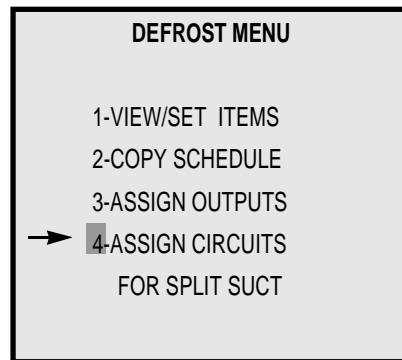 DEFROST MENU
1-VIEW/SET ITEMS
2-COPY SCHEDULE
3-ASSIGN OUTPUTS
4-ASSIGN CIRCUITS
FOR SPLIT SUCT